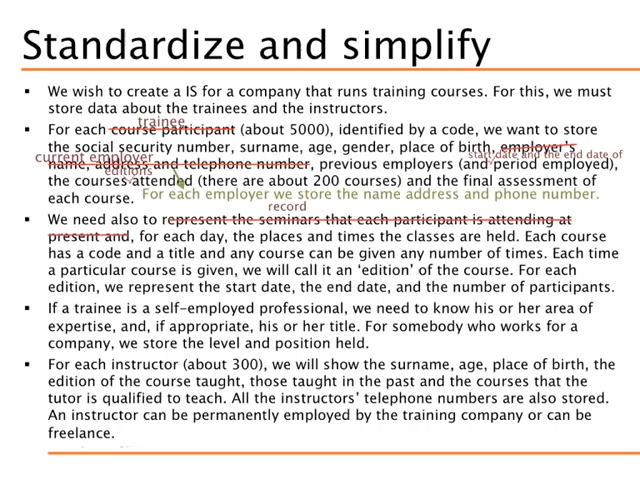 Standardize and simplify
We wish to create a IS for a company that runs training courses. For this, we must
store data about the trainees and the instructors.
trainee
For each course participant (about 5000), identified by a code, we want to store
the social security number, surname, age, gender, place of birth, employer's
current employer
start date and the end date of
name, address and telephone number, previous employers (and period employed),
editions
the courses attended (there are about 200 courses) and the final assessment of
each course.
For each employer we store the name address and phone number.
record
We need also to represent the seminars that each participant is attending at
present and, for each day, the places and times the classes are held. Each course
has a code and a title and any course can be given any number of times. Each time
a particular course is given, we will call it an ‘edition’ of the course. For each
edition, we represent the start date, the end date, and the number of participants.
If a trainee is a self-employed professional, we need to know his or her area of
expertise, and, if appropriate, his or her title. For somebody who works for a
company, we store the level and position held.
For each instructor (about 300), we will show the surname, age, place of birth, the
edition of the course taught, those taught in the past and the courses that the
tutor is qualified to teach. All the instructors’ telephone numbers are also stored.
An instructor can be permanently employed by the training company or can be
freelance.